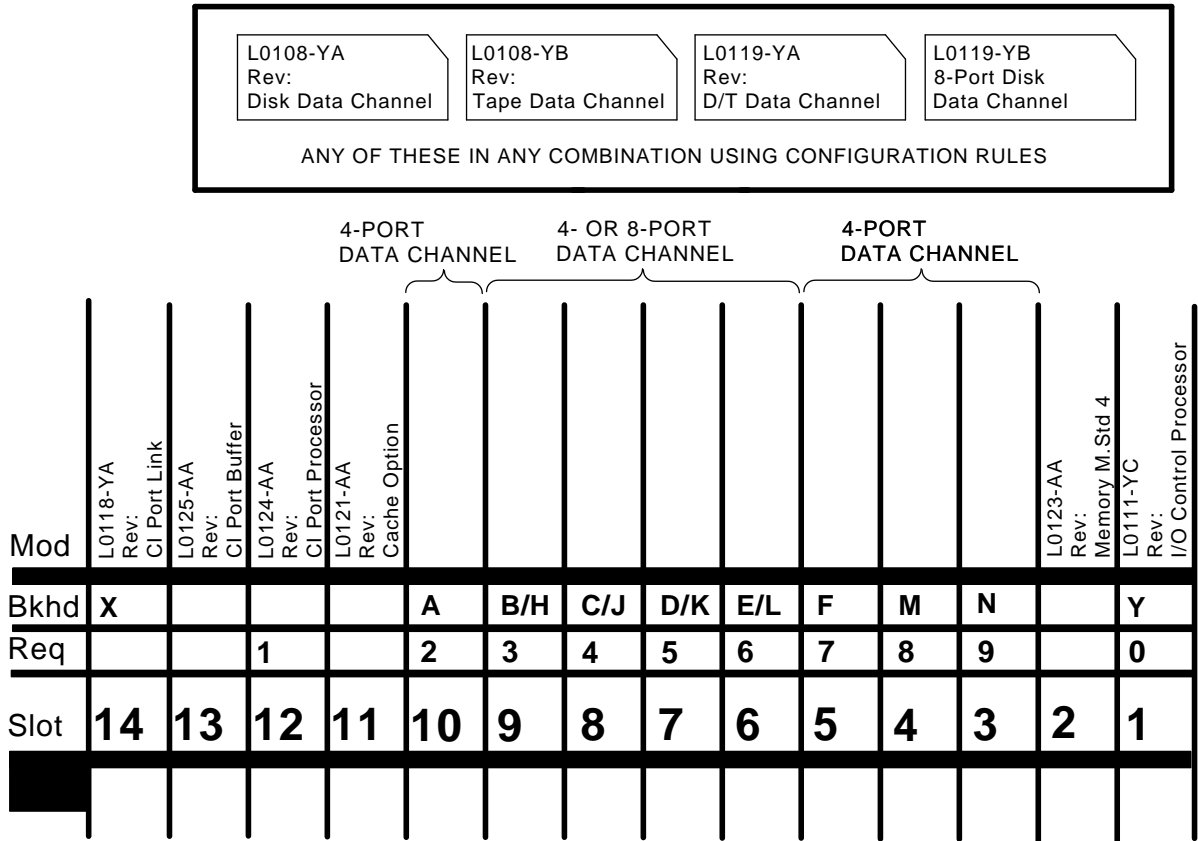 L0108-YA
Rev:
Disk Data Channel
L0108-YB
Rev:
Tape Data Channel
L0119-YA
Rev:
D/T Data Channel
L0119-YB
8-Port Disk
Data Channel
ANY OF THESE IN ANY COMBINATION USING CONFIGURATION RULES
4-PORT
DATA CHANNEL
4- OR 8-PORT
DATA CHANNEL
4-PORT
DATA CHANNEL
Mod
L0118-YA
Rev:
CI Port Link
L0125-AA
Rev:
CI Port Buffer
L0124-AA
Rev:
CI Port Processor
L0121-AA
Rev:
Cache Option
L0123-AA
Rev:
Memory M.Std 4
L0111-YC
Rev:
I/O Control Processor
Bkhd X A B/H C/J D/K E/L F M N Y
Req 1 2 3 4 5 6 7 8 9 0
Slot 14 13 12 11 10 9 8 7 6 5 4 3 2 1